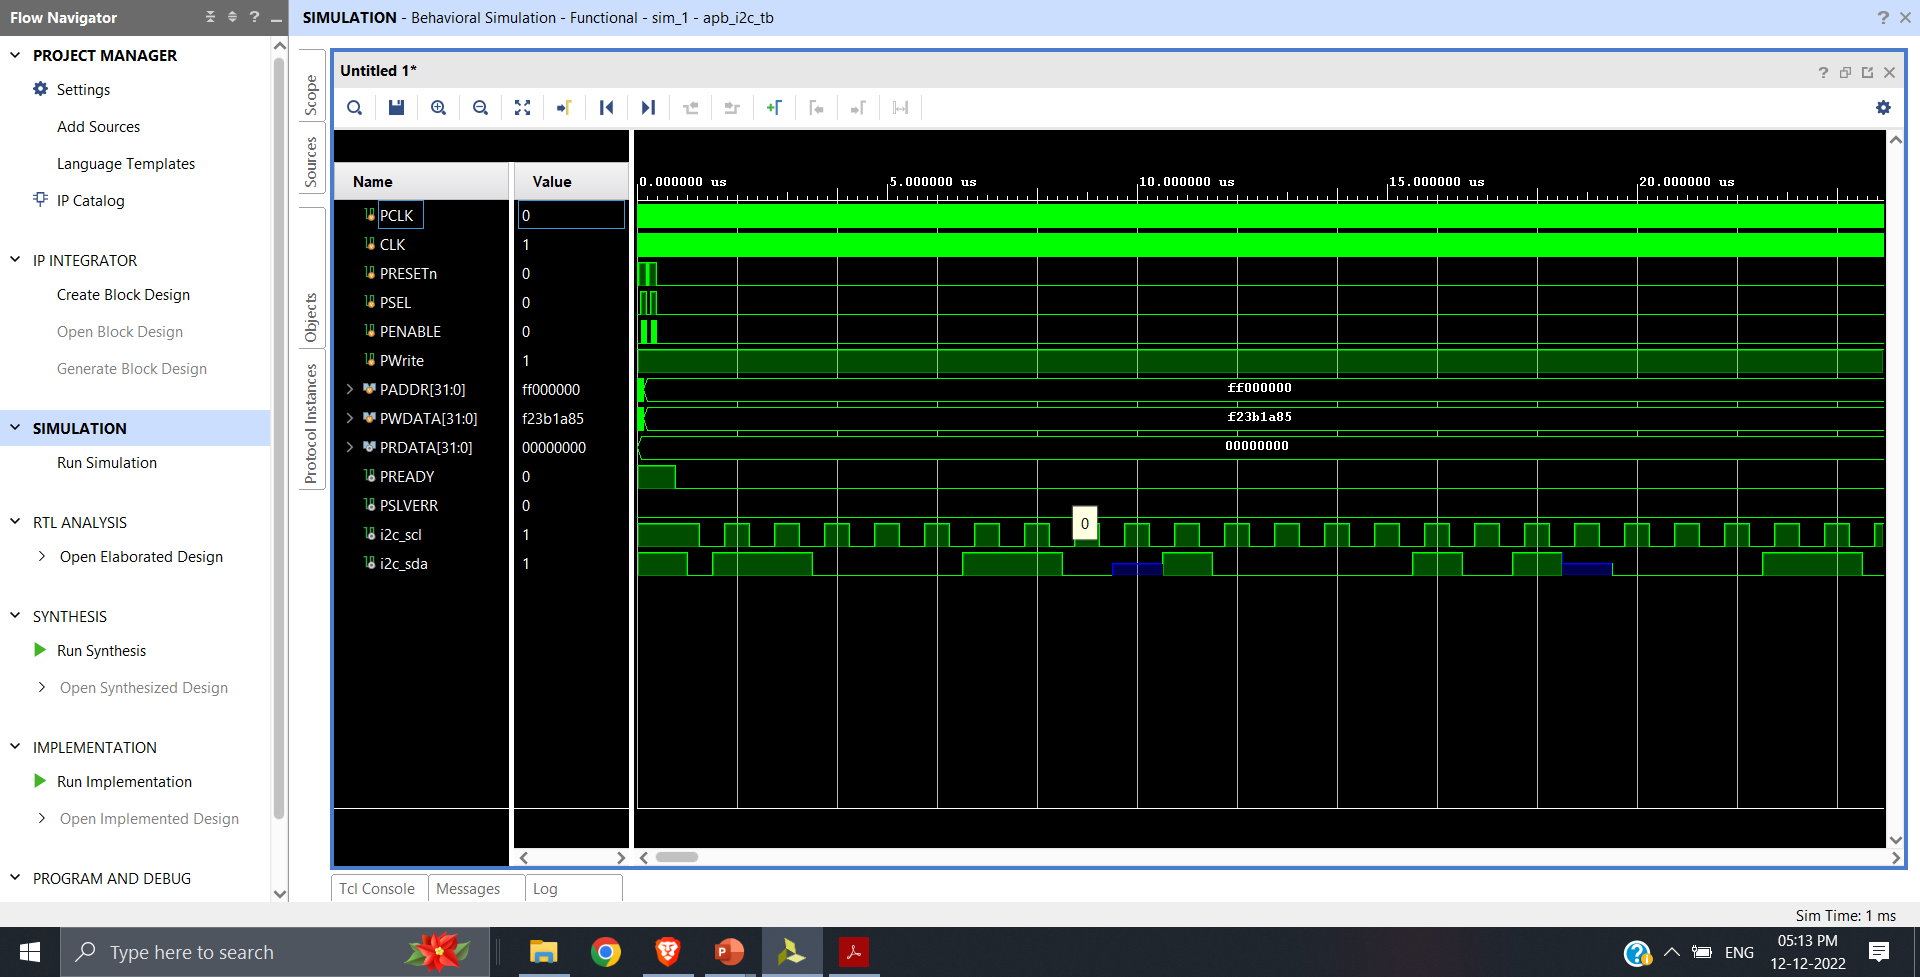 Flow Navigator
?
SIMULATION - Behavioral Simulation - Functional - sim_1 - apb_i2c_tb
?
PROJECT MANAGER
Settings
Add Sources
Language Templates
IP Catalog
IP INTEGRATOR
Create Block Design
Open Block Design
Generate Block Design
SIMULATION
Run Simulation
RTL ANALYSIS
Open Elaborated Design
SYNTHESIS
Run Synthesis
Open Synthesized Design
IMPLEMENTATION
Run Implementation
Open Implemented Design
PROGRAM AND DEBUG
Scope
Sources
Objects
Protocol Instances
Untitled 1*
?
Name Value
0.000000 us 5.000000 us 10.000000 us 15.000000 us 20.000000 us
PCLK 0
CLK 1
PRESETn 0
PSEL 0
PENABLE 0
PWrite 1
PADDR[31:0] ff000000 ff000000
PWDATA[31:0] f23b1a85 f23b1a85
PRDATA[31:0] 00000000 00000000
PREADY 0
PSLVERR 0
0
i2c_scl 1
i2c_sda 1
Tcl Console Messages Log
Sim Time: 1 ms
Type here to search
P
?
ENG
05:13 PM
12-12-2022